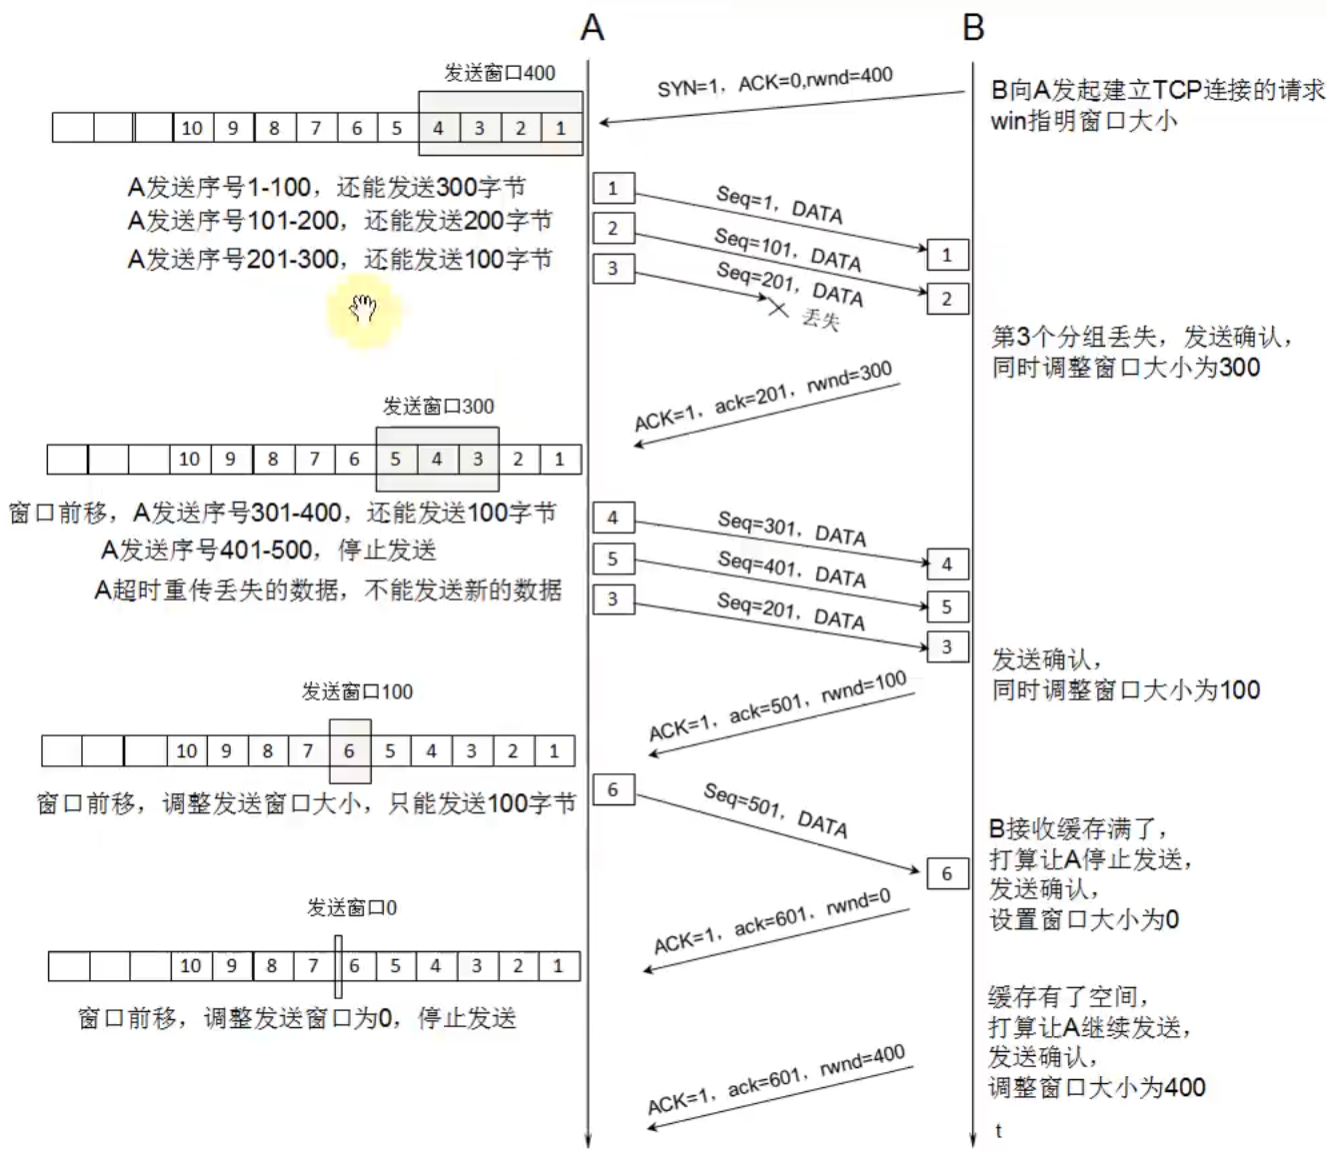 A
B
发送窗口400
SYN=1，ACK=0,rwnd=400
B向A发起建立TCP连接的请求
win指明窗口大小
10 9 8 7 6 5 4 3 2 1
A发送序号1-100，还能发送300字节
A发送序号101-200，还能发送200字节
A发送序号201-300，还能发送100字节
1
Seq=1，DATA
1
2
Seq=101，DATA
2
3
Seq=201，DATA
丢失
第3个分组丢失，发送确认，
同时调整窗口大小为300
ACK=1，ack=201，rwnd=300
发送窗口300
10 9 8 7 6 5 4 3 2 1
窗口前移，A发送序号301-400，还能发送100字节
A发送序号401-500，停止发送
A超时重传丢失的数据，不能发送新的数据
4
Seq=301，DATA
4
5
Seq=401，DATA
5
3
Seq=201，DATA
3
发送确认，
同时调整窗口大小为100
ACK=1，ack=501，rwnd=100
发送窗口100
10 9 8 7 6 5 4 3 2 1
窗口前移，调整发送窗口大小，只能发送100字节
6
Seq=501，DATA
6
B接收缓存满了，
打算让A停止发送，
发送确认，
设置窗口大小为0
ACK=1，ack=601，rwnd=0
发送窗口0
10 9 8 7 6 5 4 3 2 1
窗口前移，调整发送窗口为0，停止发送
缓存有了空间，
打算让A继续发送，
发送确认，
调整窗口大小为400
ACK=1，ack=601，rwnd=400
t